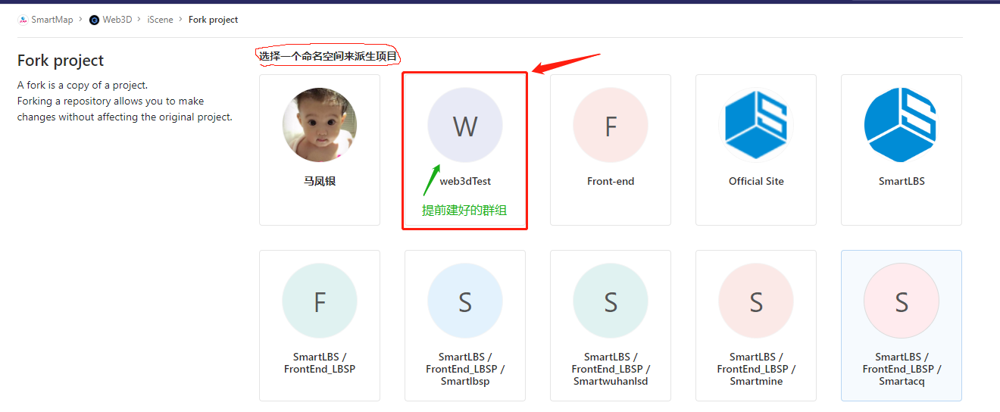 SmartMap > Web3D > iScene > Fork project
Fork project
A fork is a copy of a project.
Forking a repository allows you to make
changes without affecting the original project.
选择一个命名空间来派生项目
马凤银
W
web3dTest
提前建好的群组
F
Front-end
Official Site
SmartLBS
F
SmartLBS /
FrontEnd_LBSP
S
SmartLBS /
FrontEnd_LBSP /
Smartlbsp
S
SmartLBS /
FrontEnd_LBSP /
Smartwuhanlsd
S
SmartLBS /
FrontEnd_LBSP /
Smartmine
S
SmartLBS /
FrontEnd_LBSP /
Smartacq